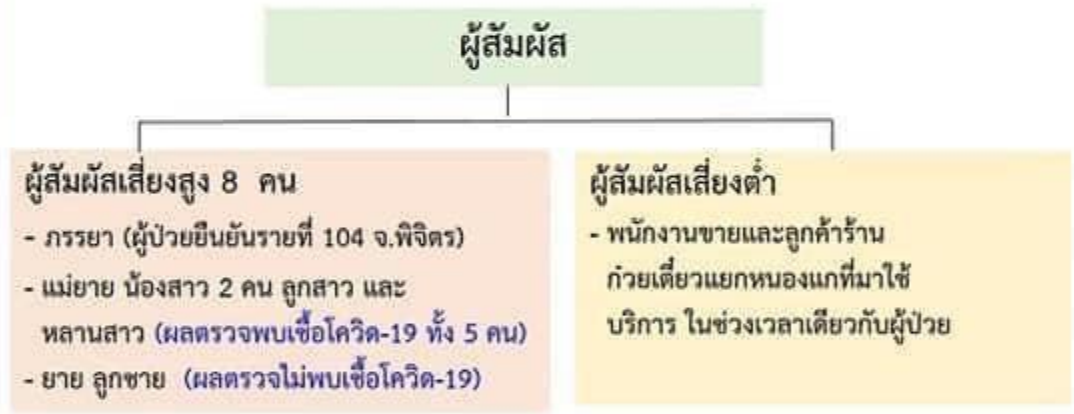 ผู้สัมผัส
ผู้สัมผัสเสี่ยงสูง 8 คน
- ภรรยา (ผู้ป่วยยืนยันรายที่ 104 จ.พิจิตร)
- แม่ยาย น้องสาว 2 คน ลูกสาว และ
หลานสาว (ผลตรวจพบเชื้อโควิด-19 ทั้ง 5 คน)
- ยาย ลูกชาย (ผลตรวจไม่พบเชื้อโควิด-19)
ผู้สัมผัสเสี่ยงต่ำ
- พนักงานขายและลูกค้าร้าน
ก๋วยเตี๋ยวแยกหนองแกที่มาใช้
บริการ ในช่วงเวลาเดียวกับผู้ป่วย